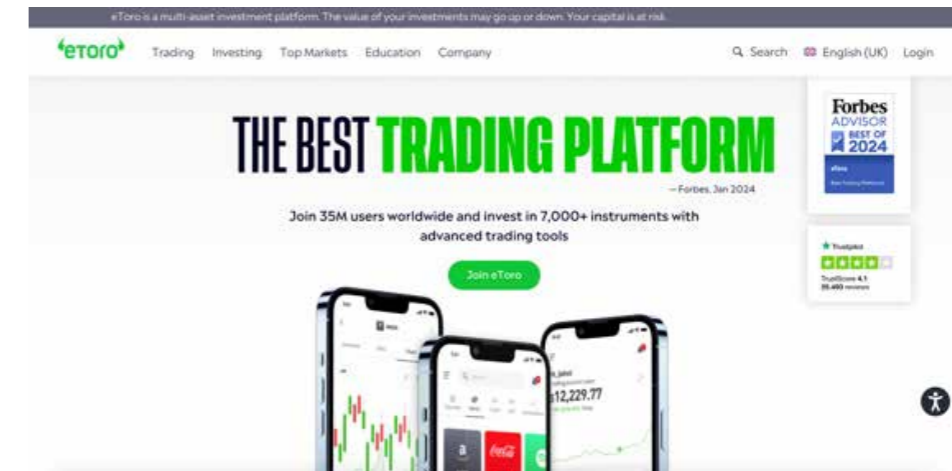 eToro is a multi-asset investment platform. The value of your investments may go up or down. Your capital is at risk.
eToro Trading Investing Top Markets Education Company Search English (UK) Login
THE BEST TRADING PLATFORM
— Forbes, Jan 2024
Join 35M users worldwide and invest in 7,000+ instruments with
advanced trading tools
Join eToro
Forbes
ADVISOR
BEST OF
2024
eToro
Trustpilot
TrustScore 4.1
12,229.77
a
Coca-Cola